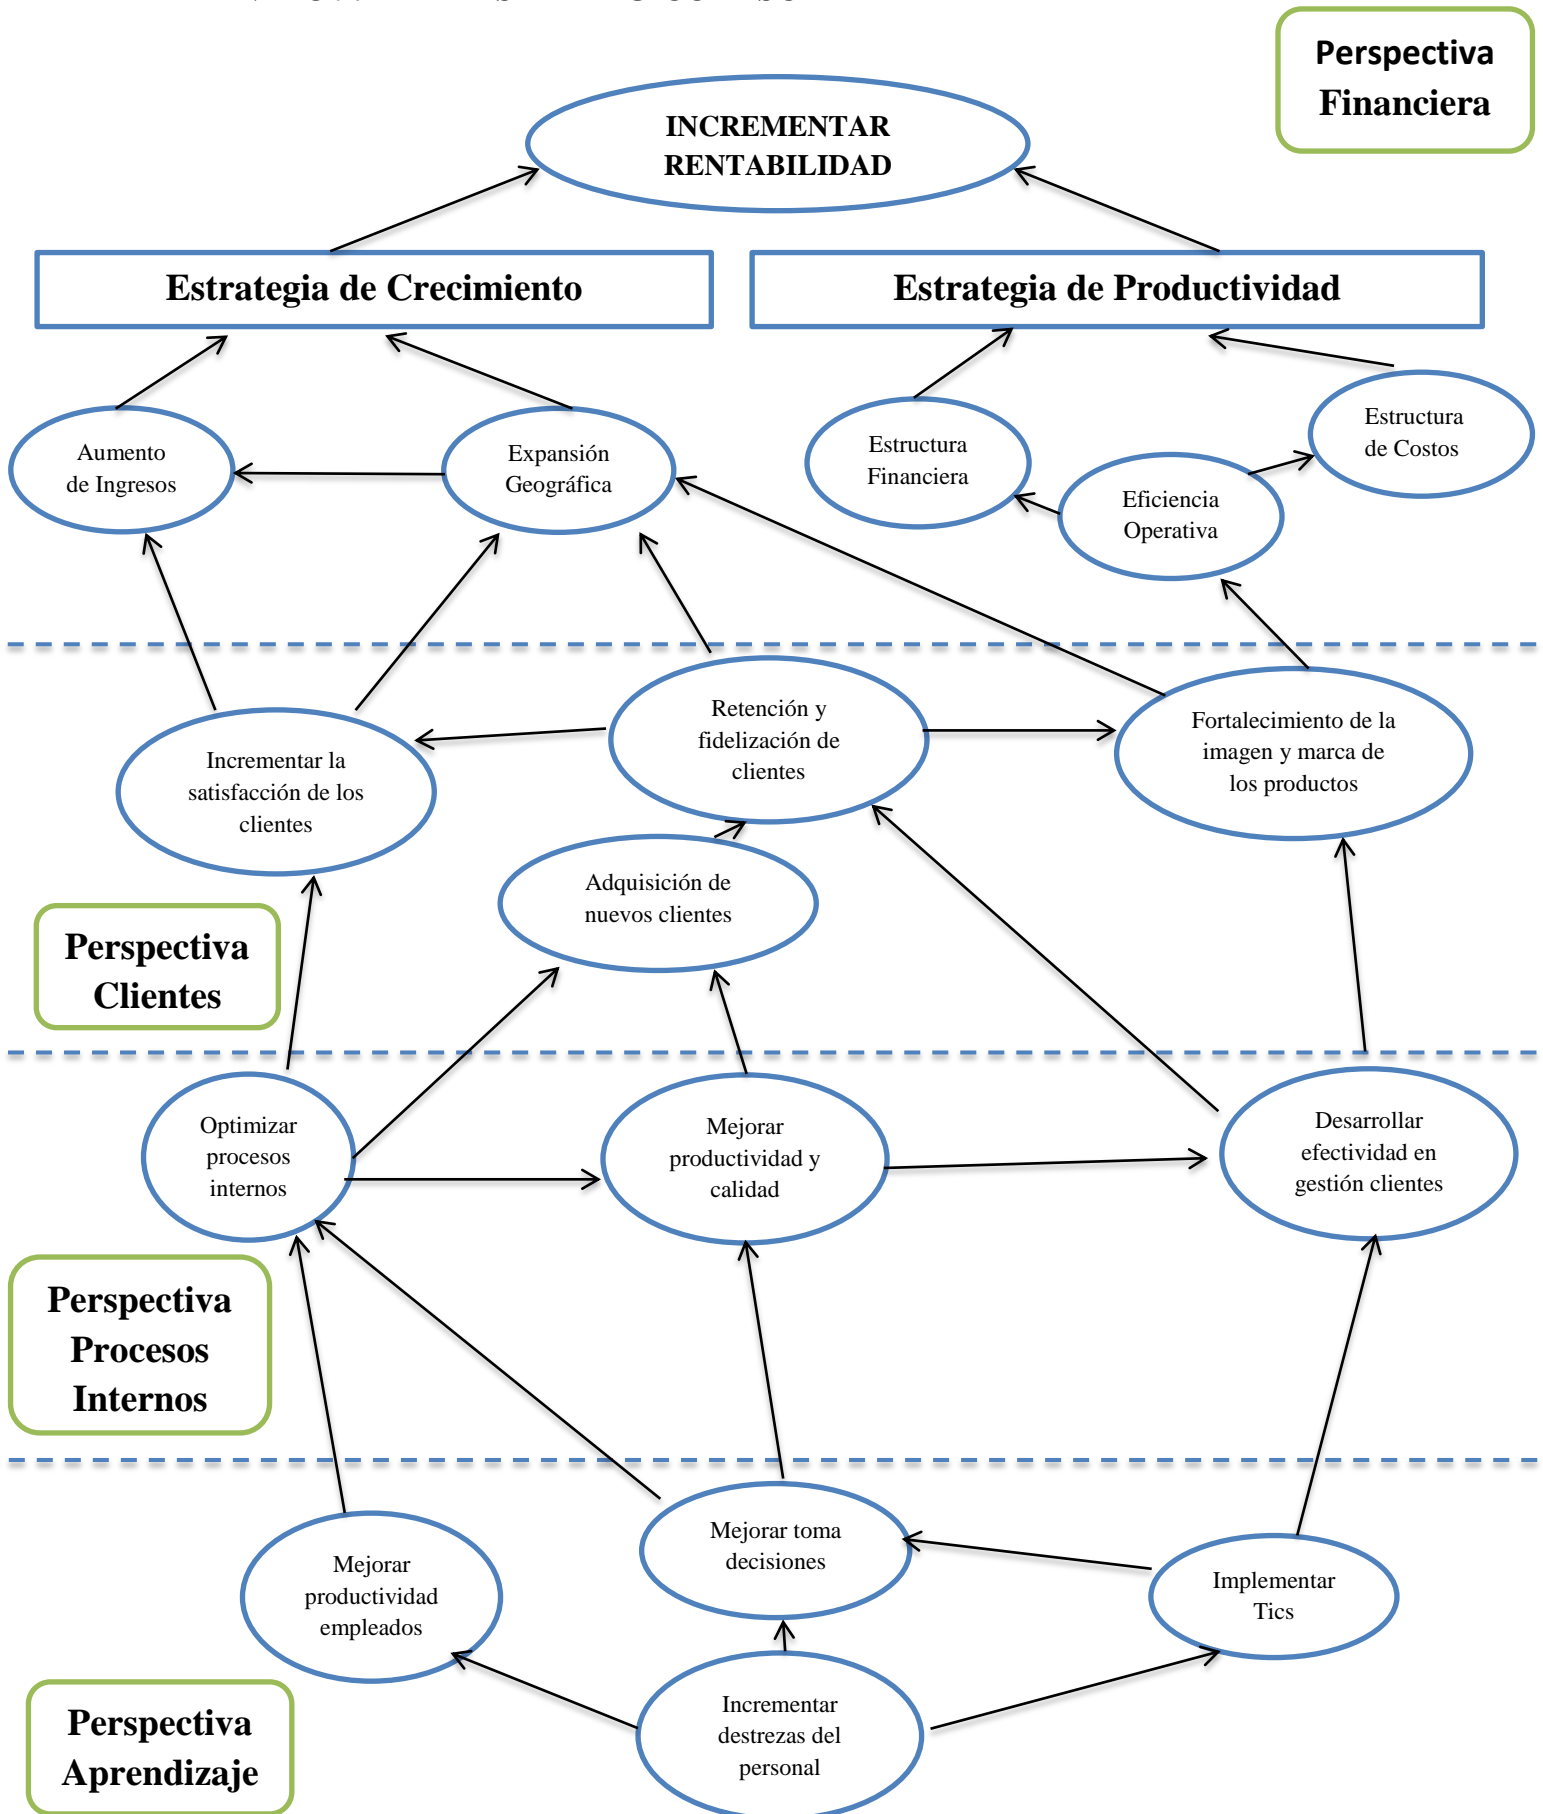 Perspectiva
Financiera
INCREMENTAR
RENTABILIDAD
Estrategia de Crecimiento
Estrategia de Productividad
Aumento
de Ingresos
Expansión
Geográfica
Estructura
Financiera
Eficiencia
Operativa
Estructura
de Costos
Incrementar la
satisfacción de los
clientes
Retención y
fidelización de
clientes
Fortalecimiento de la
imagen y marca de
los productos
Adquisición de
nuevos clientes
Perspectiva
Clientes
Optimizar
procesos
internos
Mejorar
productividad y
calidad
Desarrollar
efectividad en
gestión clientes
Perspectiva
Procesos
Internos
Mejorar
productividad
empleados
Mejorar toma
decisiones
Implementar
Tics
Incrementar
destrezas del
personal
Perspectiva
Aprendizaje